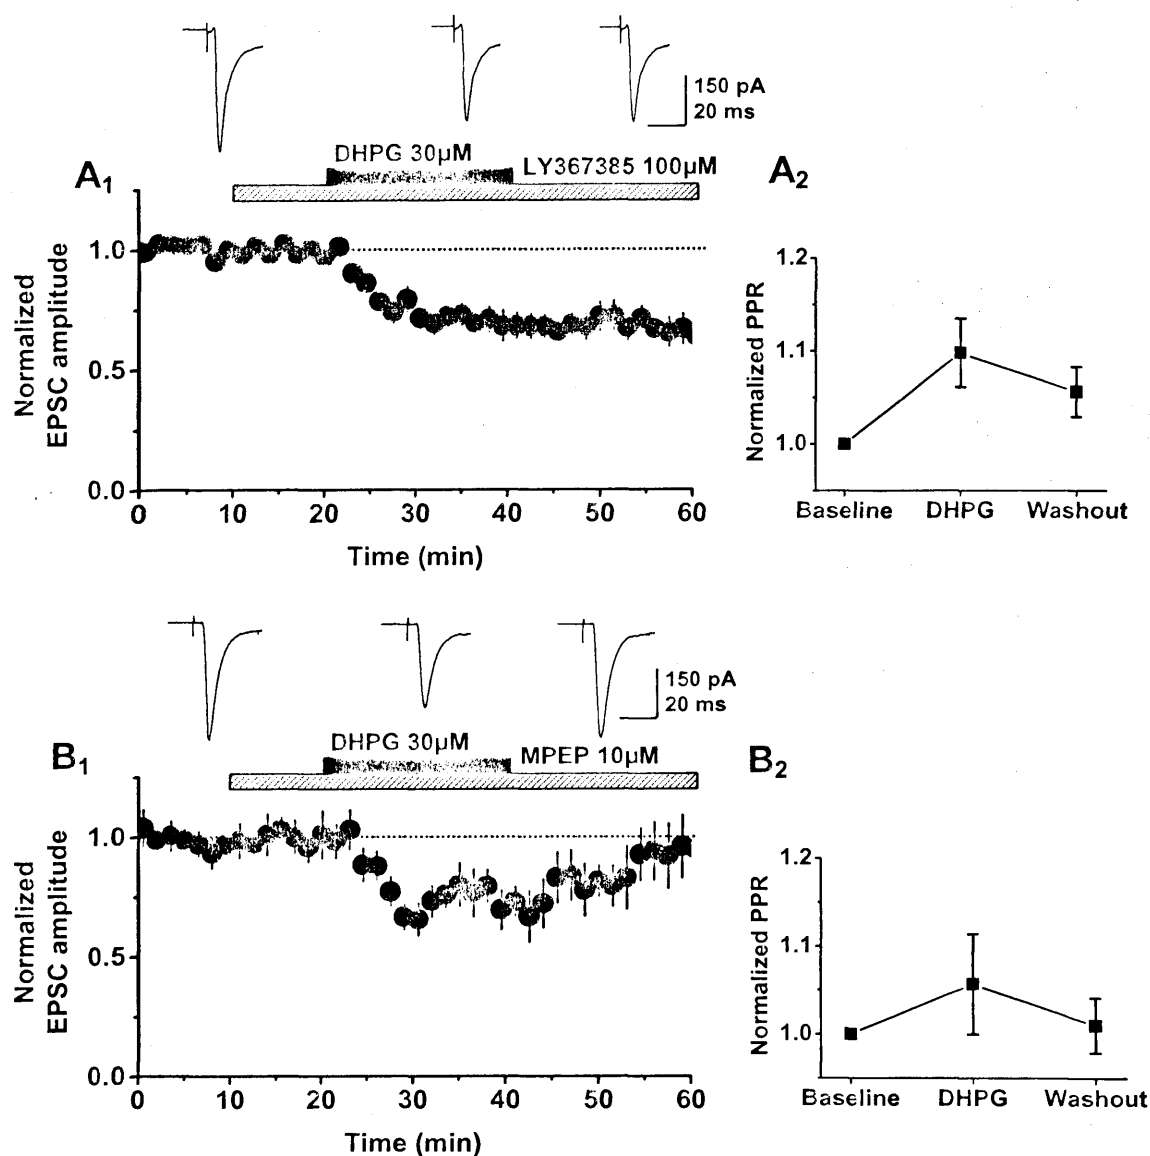 150 pA
20 ms
A1
DHPG 30µM
LY367385 100µM
A2
Normalized
EPSC amplitude
1.0
0.5
0.0
0 10 20 30 40 50 60
Time (min)
Normalized PPR
1.2
1.1
1.0
Baseline DHPG Washout
150 pA
20 ms
B1
DHPG 30µM
MPEP 10µM
B2
Normalized
EPSC amplitude
1.0
0.5
0.0
0 10 20 30 40 50 60
Time (min)
Normalized PPR
1.2
1.1
1.0
Baseline DHPG Washout